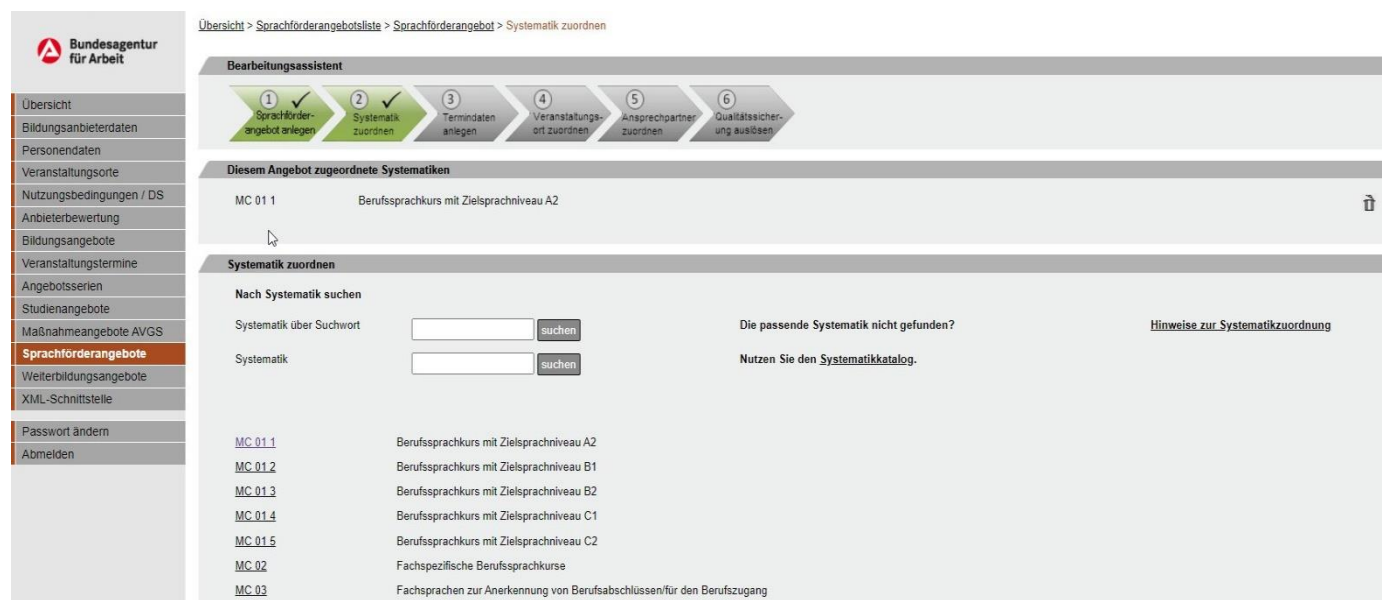 Bundesagentur
für Arbeit
Übersicht
Bildungsanbieterdaten
Personendaten
Veranstaltungsorte
Nutzungsbedingungen / DS
Anbieterbewertung
Bildungsangebote
Veranstaltungstermine
Angebotsserien
Studienangebote
Maßnahmeangebote AVGS
Sprachförderangebote
Weiterbildungsangebote
XML-Schnittstelle
Passwort ändern
Abmelden
Übersicht > Sprachförderangebotsliste > Sprachförderangebot > Systematik zuordnen
Bearbeitungsassistent
1 Sprachförder-
angebot anlegen
2 Systematik
zuordnen
3 Termindaten
anlegen
4 Veranstaltungs-
ort zuordnen
5 Ansprechpartner
zuordnen
6 Qualitätssicher-
ung auslösen
Diesem Angebot zugeordnete Systematiken
MC 01 1 Berufssprachkurs mit Zielsprachniveau A2
Systematik zuordnen
Nach Systematik suchen
Systematik über Suchwort suchen Die passende Systematik nicht gefunden? Hinweise zur Systematikzuordnung
Systematik suchen Nutzen Sie den Systematikkatalog.
MC 01 1 Berufssprachkurs mit Zielsprachniveau A2
MC 01 2 Berufssprachkurs mit Zielsprachniveau B1
MC 01 3 Berufssprachkurs mit Zielsprachniveau B2
MC 01 4 Berufssprachkurs mit Zielsprachniveau C1
MC 01 5 Berufssprachkurs mit Zielsprachniveau C2
MC 02 Fachspezifische Berufssprachkurse
MC 03 Fachsprachen zur Anerkennung von Berufsabschlüssen/für den Berufszugang